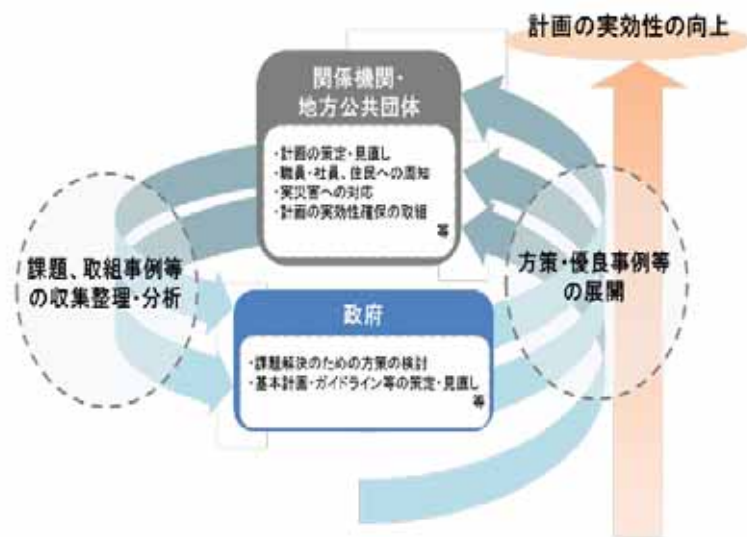 計画の実効性の向上
関係機関・
地方公共団体
・計画の策定・見直し
・職員・社員、住民への周知
・実災害への対応
・計画の実効性確保の取組
等
課題、取組事例等
の収集整理・分析
方策・優良事例等
の展開
政府
・課題解決のための方策の検討
・基本計画・ガイドライン等の策定・見直し
等